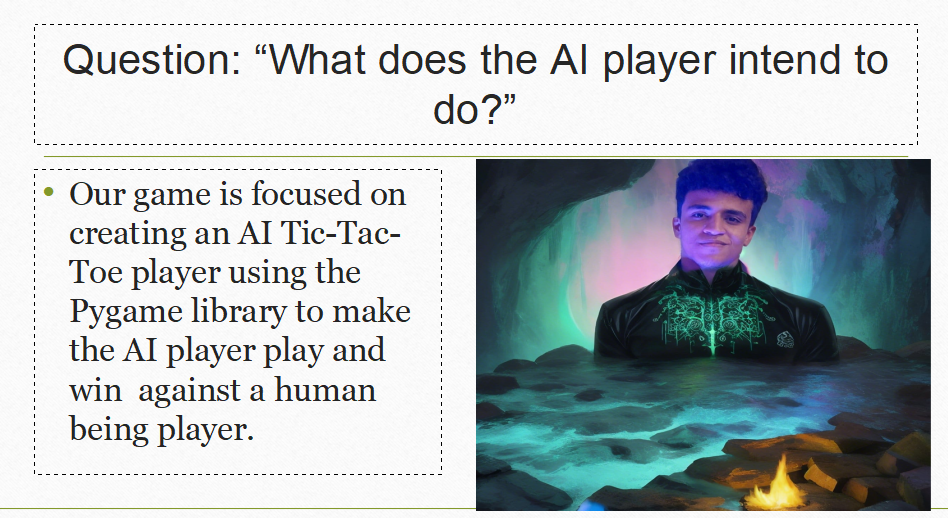 Question: “What does the AI player intend to
do?”
Our game is focused on
creating an AI Tic-Tac-
Toe player using the
Pygame library to make
the AI player play and
win  against a human
being player.